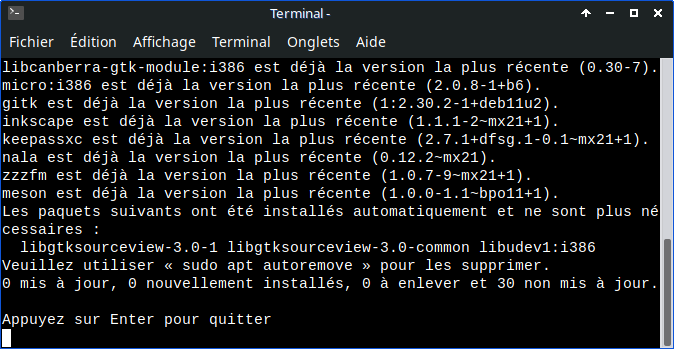 Terminal -
Fichier Édition Affichage Terminal Onglets Aide
libcanberra-gtk-module:i386 est déjà la version la plus récente (0.30-7).
micro:i386 est déjà la version la plus récente (2.0.8-1+b6).
gitk est déjà la version la plus récente (1:2.30.2-1+deb11u2).
inkscape est déjà la version la plus récente (1.1.1-2~mx21+1).
keepassxc est déjà la version la plus récente (2.7.1+dfsg.1-0.1~mx21+1).
nala est déjà la version la plus récente (0.12.2~mx21).
zzzfm est déjà la version la plus récente (1.0.7-9~mx21+1).
meson est déjà la version la plus récente (1.0.0-1.1~bpo11+1).
Les paquets suivants ont été installés automatiquement et ne sont plus né
cessaires :
  libgtksourceview-3.0-1 libgtksourceview-3.0-common libudev1:i386
Veuillez utiliser « sudo apt autoremove » pour les supprimer.
0 mis à jour, 0 nouvellement installés, 0 à enlever et 30 non mis à jour.
Appuyez sur Enter pour quitter